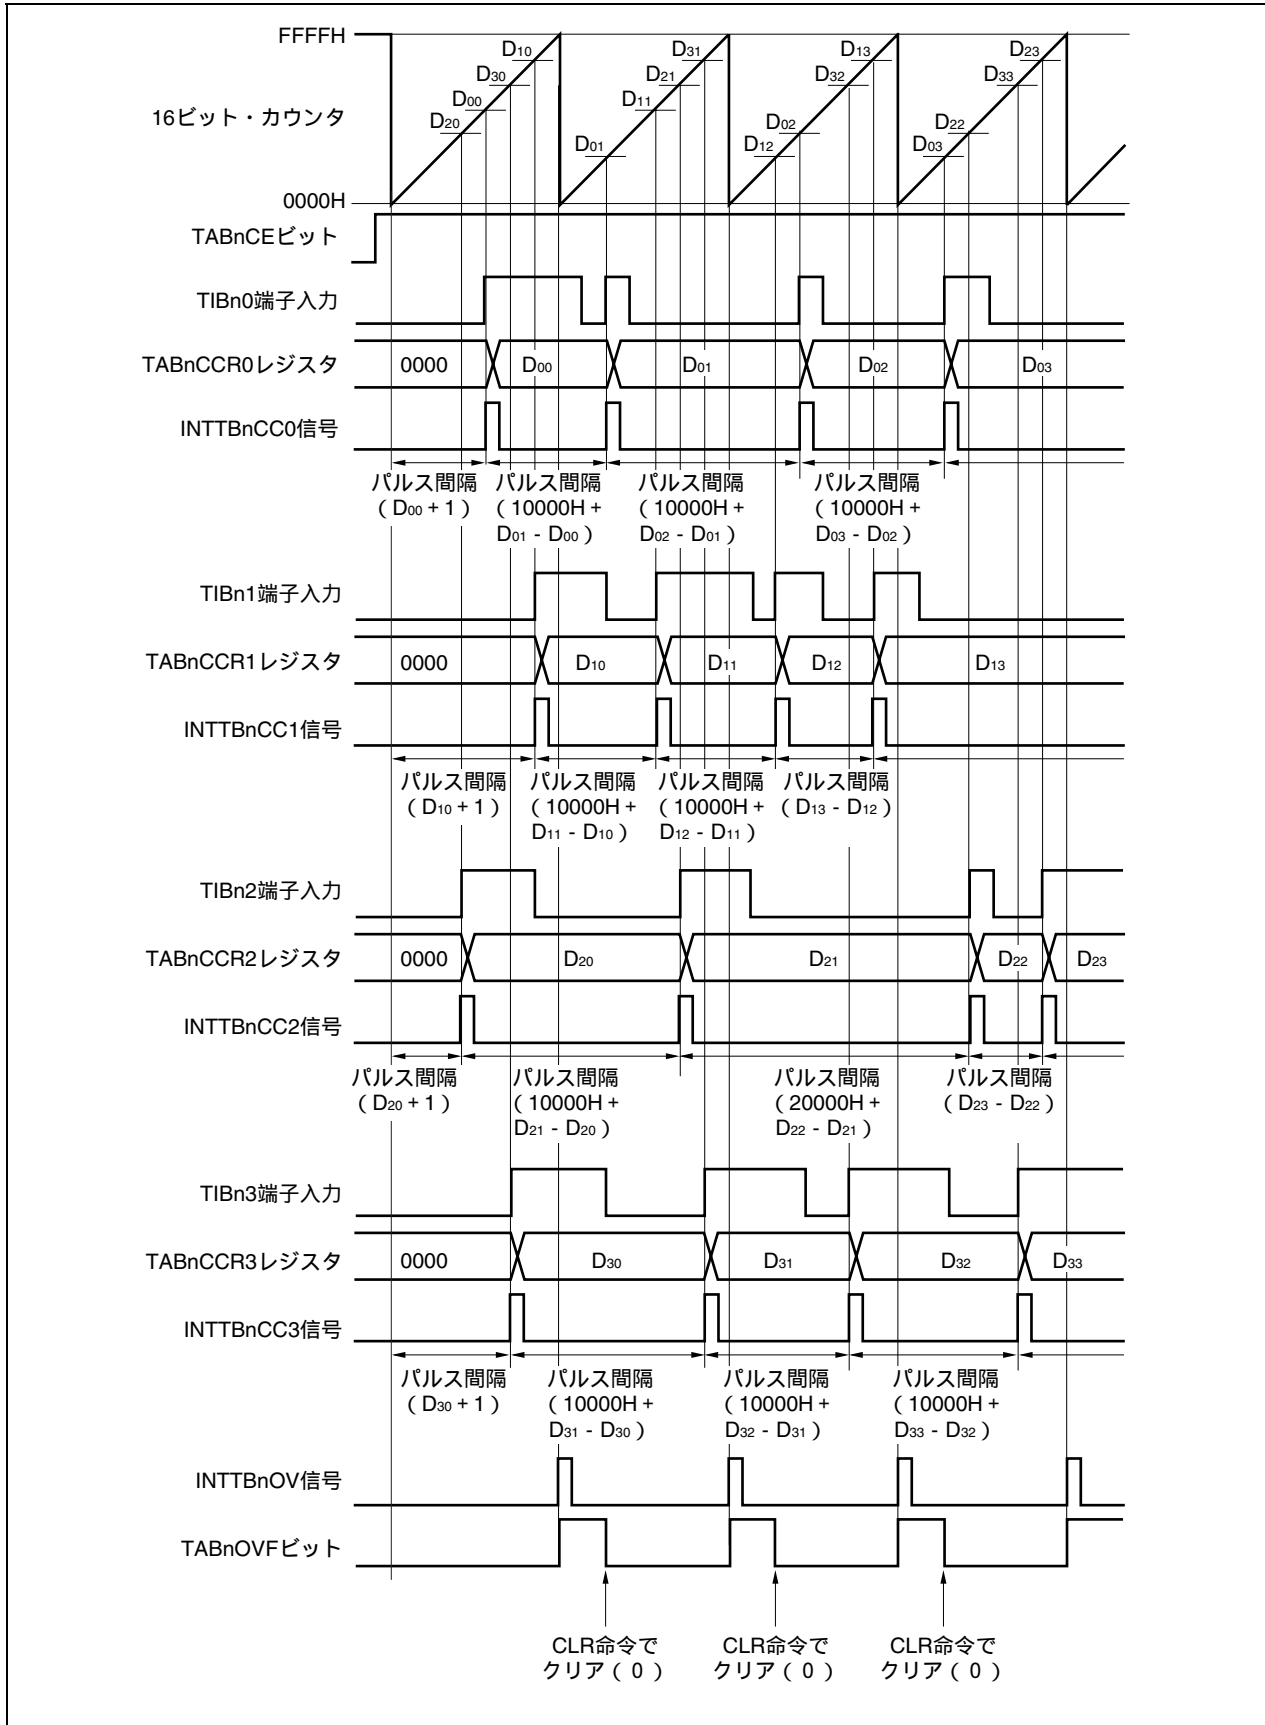 FFFFH
16ビット・カウンタ
0000H
D10
D30
D00
D20
D31
D21
D11
D01
D13
D32
D02
D12
D23
D33
D22
D03
TABnCEビット
TIBn0端子入力
TABnCCR0レジスタ
0000 D00 D01 D02 D03
INTTBnCC0信号
パルス間隔
( D00 + 1 )
パルス間隔
( 10000H +
D01 - D00 )
パルス間隔
( 10000H +
D02 - D01 )
パルス間隔
( 10000H +
D03 - D02 )
TIBn1端子入力
TABnCCR1レジスタ
0000 D10 D11 D12 D13
INTTBnCC1信号
パルス間隔
( D10 + 1 )
パルス間隔
( 10000H +
D11 - D10 )
パルス間隔
( 10000H +
D12 - D11 )
パルス間隔
( D13 - D12 )
TIBn2端子入力
TABnCCR2レジスタ
0000 D20 D21 D22 D23
INTTBnCC2信号
パルス間隔
( D20 + 1 )
パルス間隔
( 10000H +
D21 - D20 )
パルス間隔
( 20000H +
D22 - D21 )
パルス間隔
( D23 - D22 )
TIBn3端子入力
TABnCCR3レジスタ
0000 D30 D31 D32 D33
INTTBnCC3信号
パルス間隔
( D30 + 1 )
パルス間隔
( 10000H +
D31 - D30 )
パルス間隔
( 10000H +
D32 - D31 )
パルス間隔
( 10000H +
D33 - D32 )
INTTBnOV信号
TABnOVFビット
CLR命令で
クリア ( 0 )
CLR命令で
クリア ( 0 )
CLR命令で
クリア ( 0 )